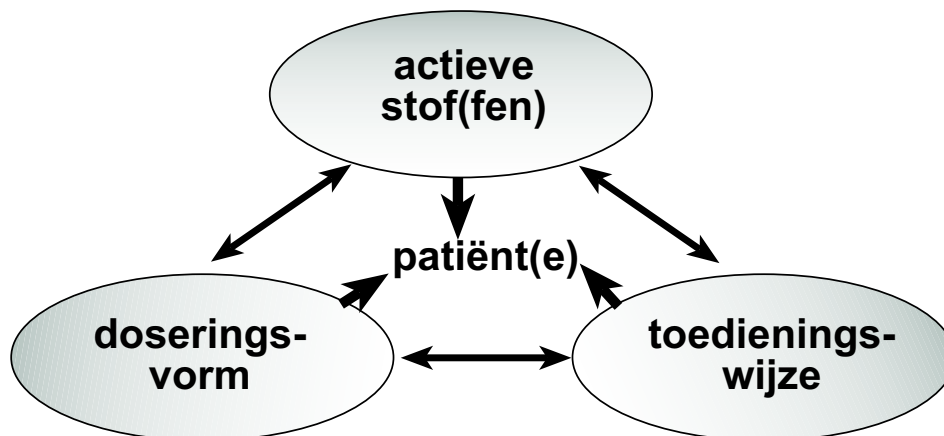 actieve
stof(fen)
patiënt(e)
doserings-
vorm
toedienings-
wijze